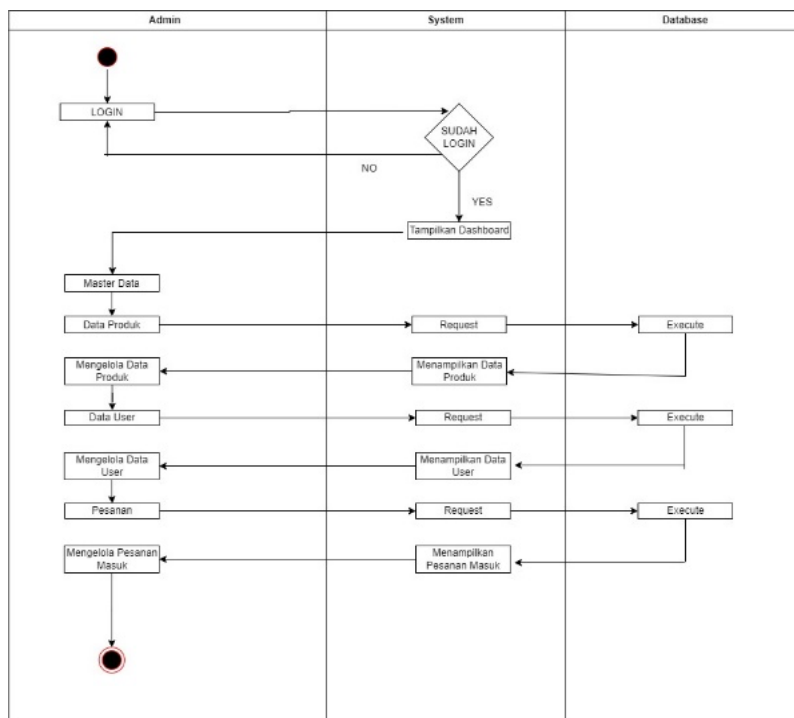 Admin
System
Database
LOGIN
SUDAH
LOGIN
NO
YES
Tampilkan Dashboard
Master Data
Data Produk
Request
Execute
Mengelola Data
Produk
Menampilkan Data
Produk
Data User
Request
Execute
Mengelola Data
User
Menampilkan Data
User
Pesanan
Request
Execute
Mengelola Pesanan
Masuk
Menampilkan
Pesanan Masuk